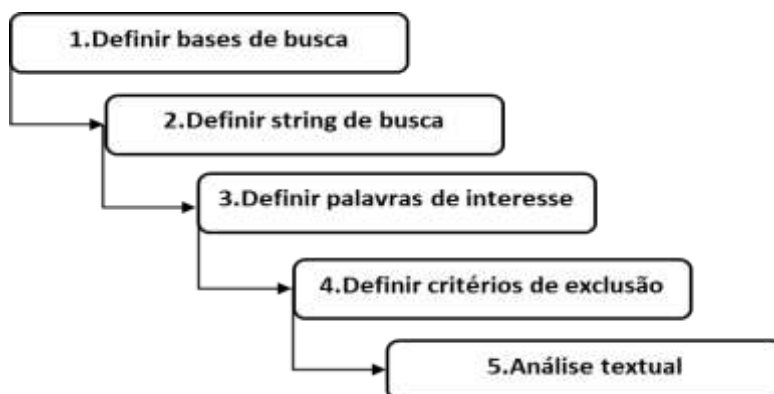 1.Definir bases de busca
2.Definir string de busca
3.Definir palavras de interesse
4.Definir critérios de exclusão
5.Análise textual